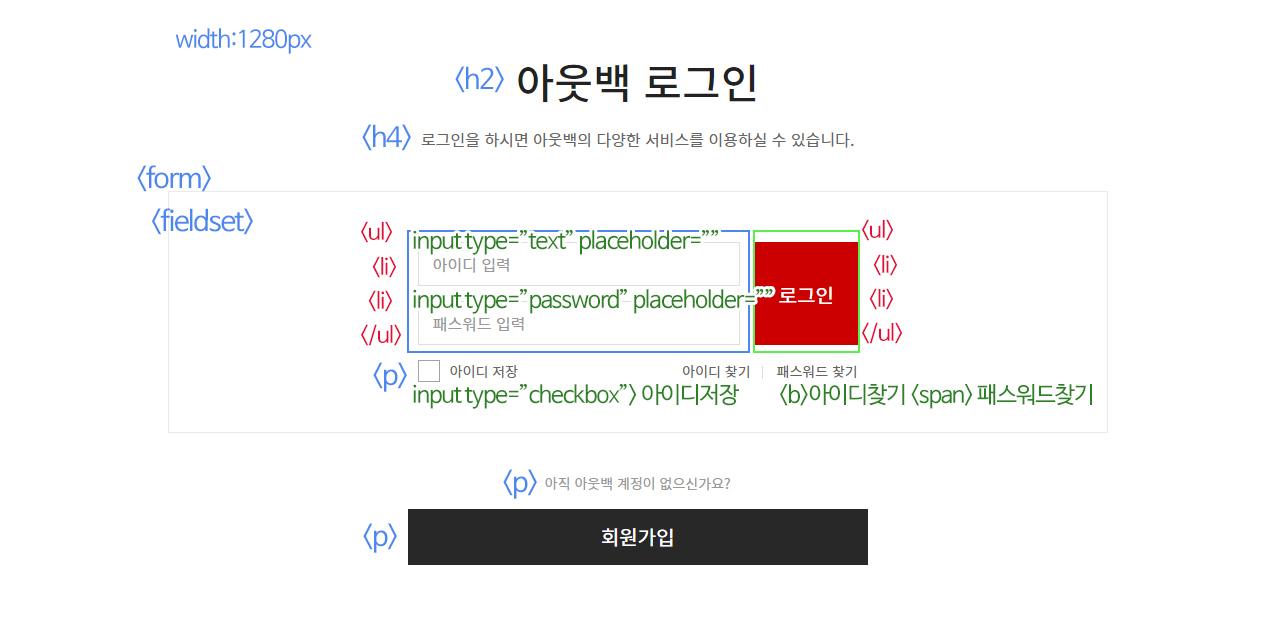 width:1280px
<h2> 아웃백 로그인
<h4> 로그인을 하시면 아웃백의 다양한 서비스를 이용하실 수 있습니다.
<form>
<fieldset>
<ul>
<li>
<li>
</ul>
input type="text" placeholder=""
아이디 입력
input type="password" placeholder=""
패스워드 입력
로그인
<ul>
<li>
<li>
</ul>
<p> 아이디 저장 아이디 찾기 | 패스워드 찾기
input type="checkbox"> 아이디저장 <b>아이디찾기 <span> 패스워드찾기
<p> 아직 아웃백 계정이 없으신가요?
<p> 회원가입